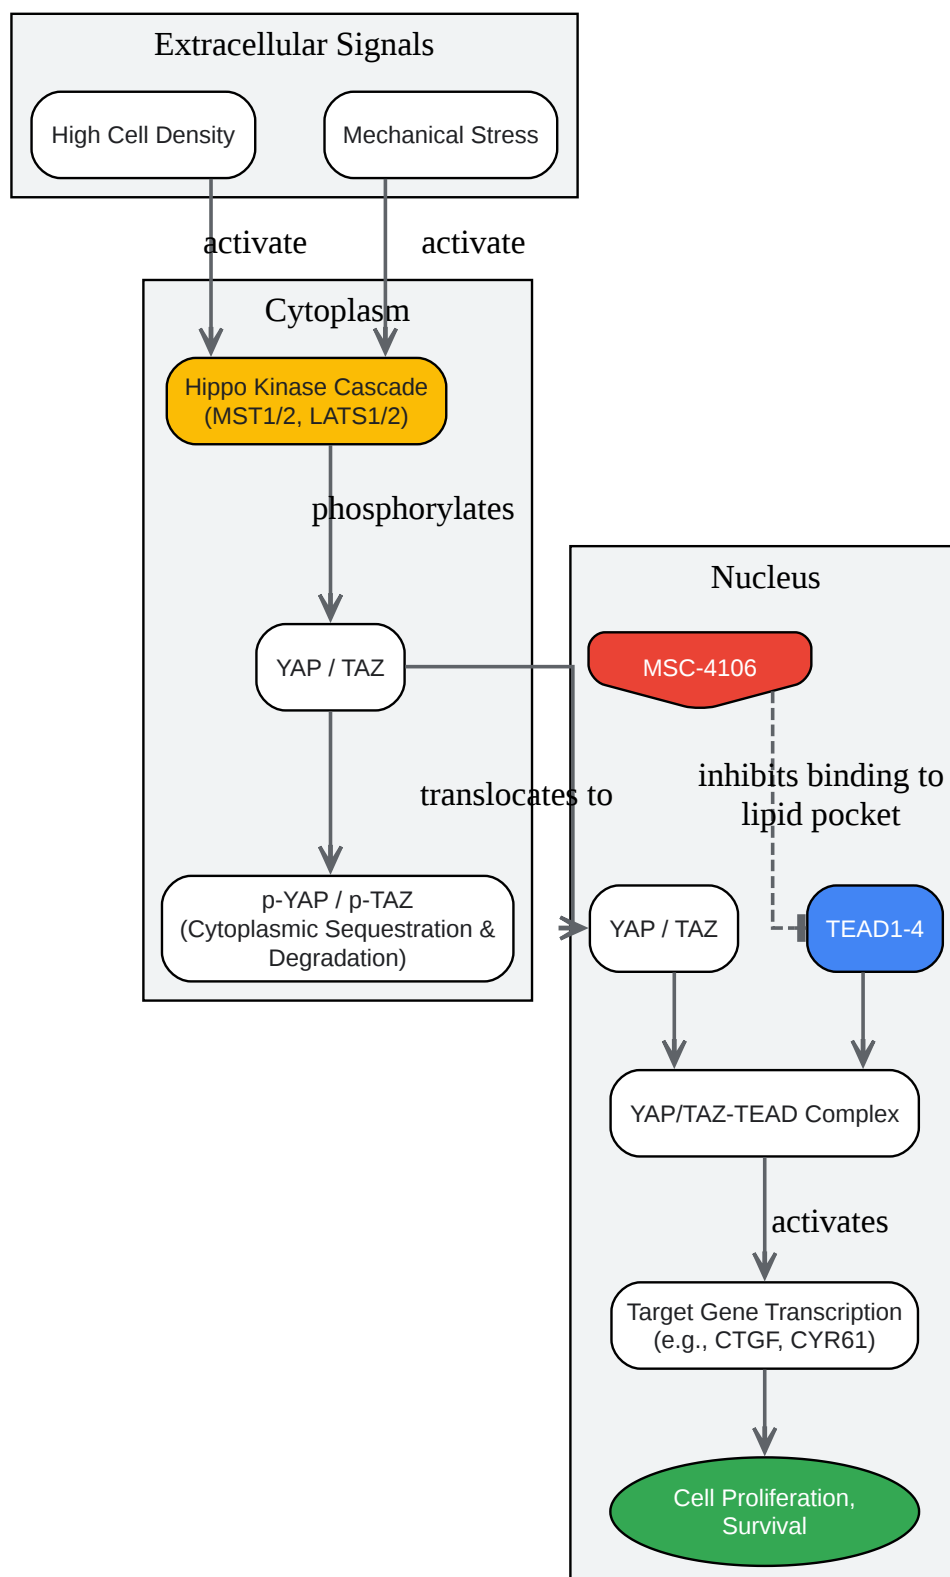 Extracellular Signals
High Cell Density
Mechanical Stress
activate
activate
Cytoplasm
Hippo Kinase Cascade
(MST1/2, LATS1/2)
phosphorylates
Nucleus
YAP / TAZ
MSC-4106
translocates to
inhibits binding to
lipid pocket
p-YAP / p-TAZ
(Cytoplasmic Sequestration &
Degradation)
YAP / TAZ
TEAD1-4
YAP/TAZ-TEAD Complex
activates
Target Gene Transcription
(e.g., CTGF, CYR61)
Cell Proliferation,
Survival